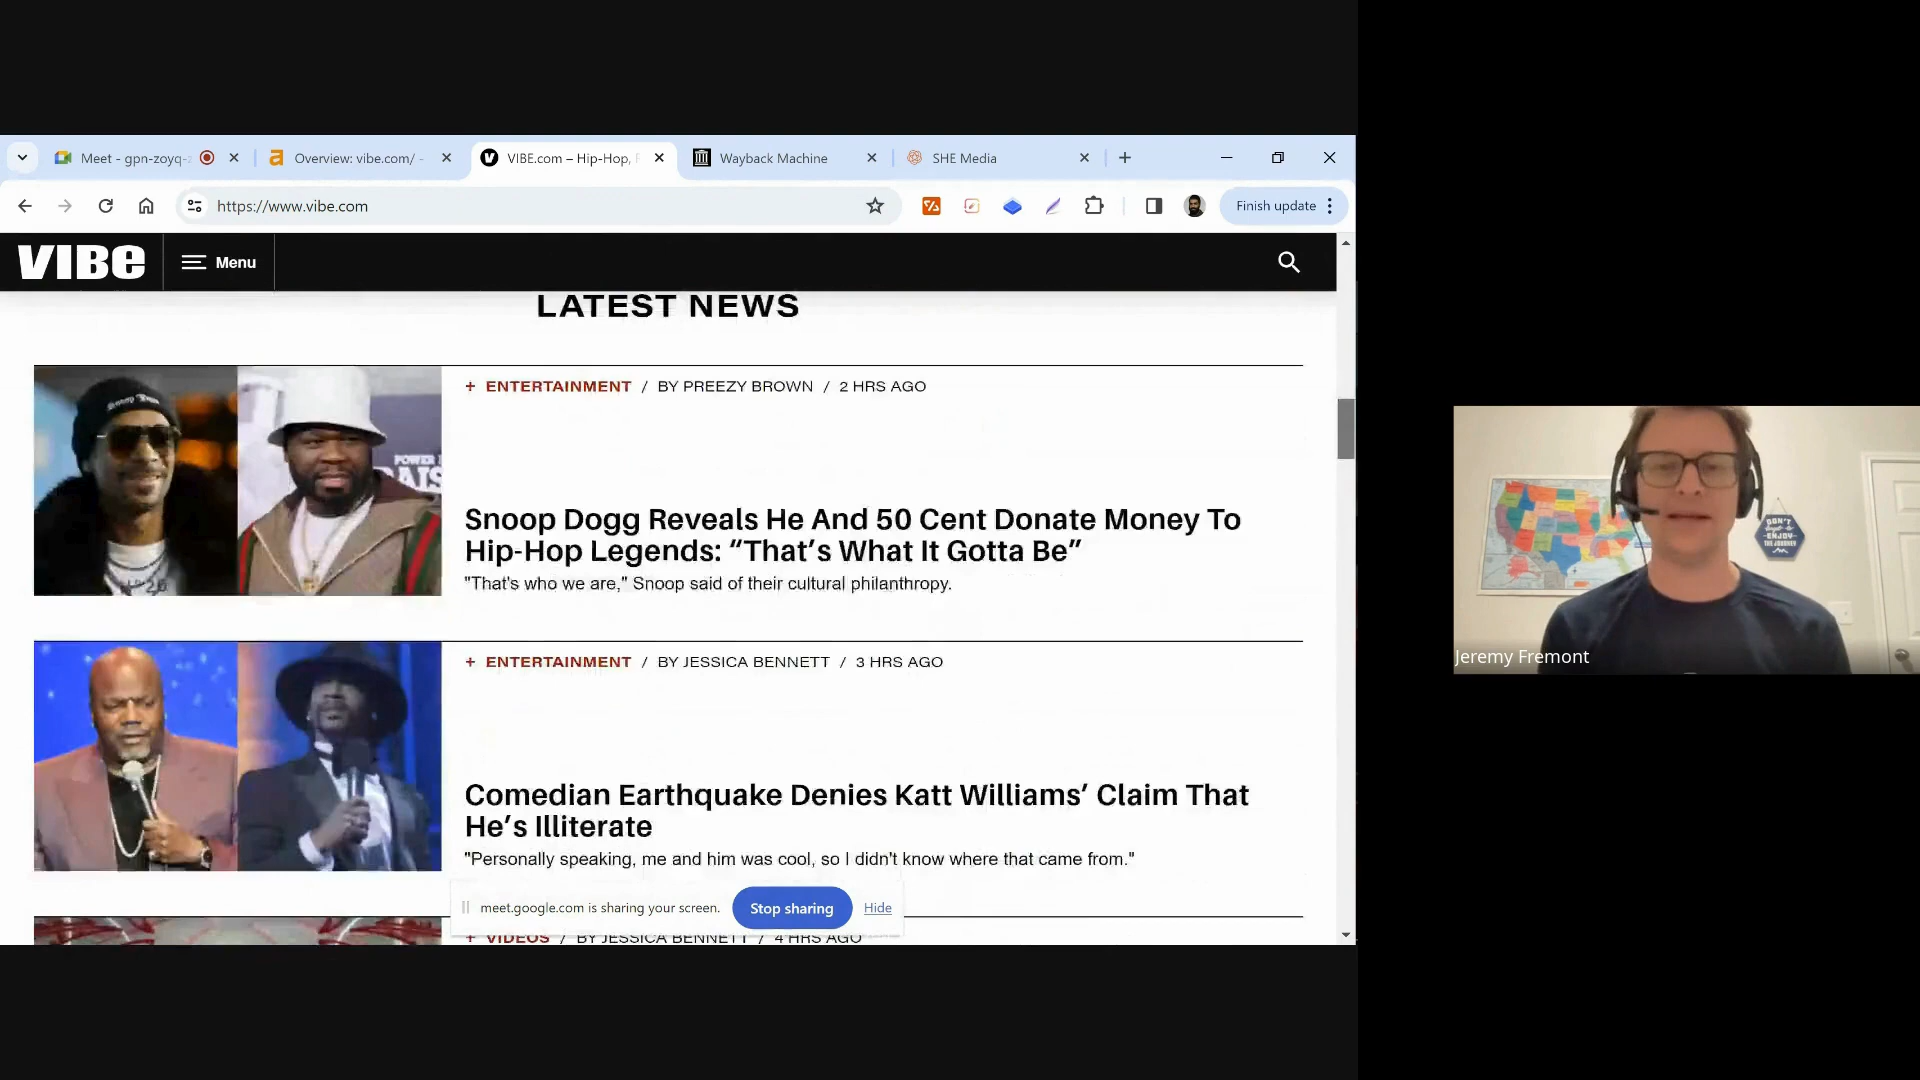 Meet - gpn-zoyq-
Overview: vibe.com/ -
VIBE.com – Hip-Hop,
Wayback Machine
SHE Media
https://www.vibe.com
Finish update
VIBE
Menu
LATEST NEWS
+ ENTERTAINMENT / BY PREEZY BROWN / 2 HRS AGO
Snoop Dogg Reveals He And 50 Cent Donate Money To
Hip-Hop Legends: “That’s What It Gotta Be”
"That's who we are," Snoop said of their cultural philanthropy.
+ ENTERTAINMENT / BY JESSICA BENNETT / 3 HRS AGO
Comedian Earthquake Denies Katt Williams’ Claim That
He’s Illiterate
"Personally speaking, me and him was cool, so I didn't know where that came from."
meet.google.com is sharing your screen.
Stop sharing
Hide
+ VIDEOS / BY JESSICA BENNETT / 4 HRS AGO
DON'T
ENJOY
THE JOURNEY
Jeremy Fremont